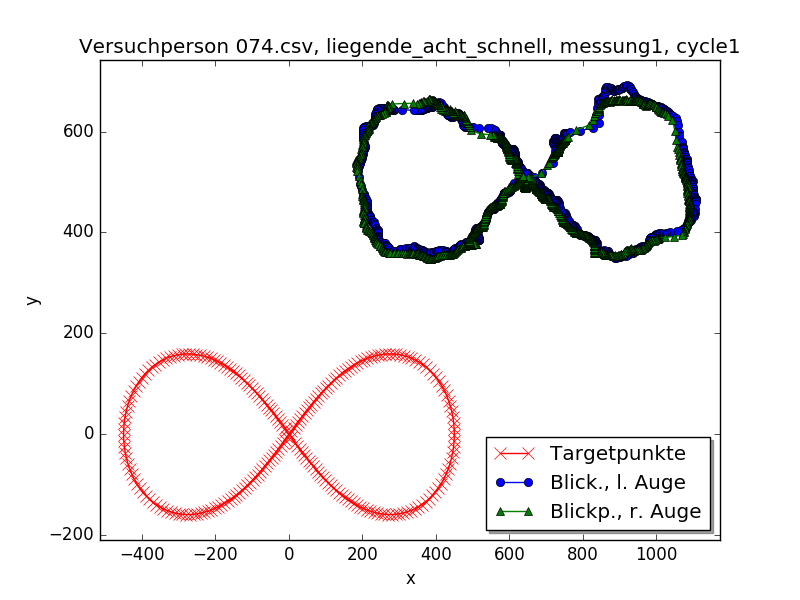 Versuchperson 074.csv, liegende_acht_schnell, messung1, cycle1
y
600
400
200
0
−200
−400
−200
0
200
400
600
800
1000
x
Targetpunkte
Blick., l. Auge
Blickp., r. Auge